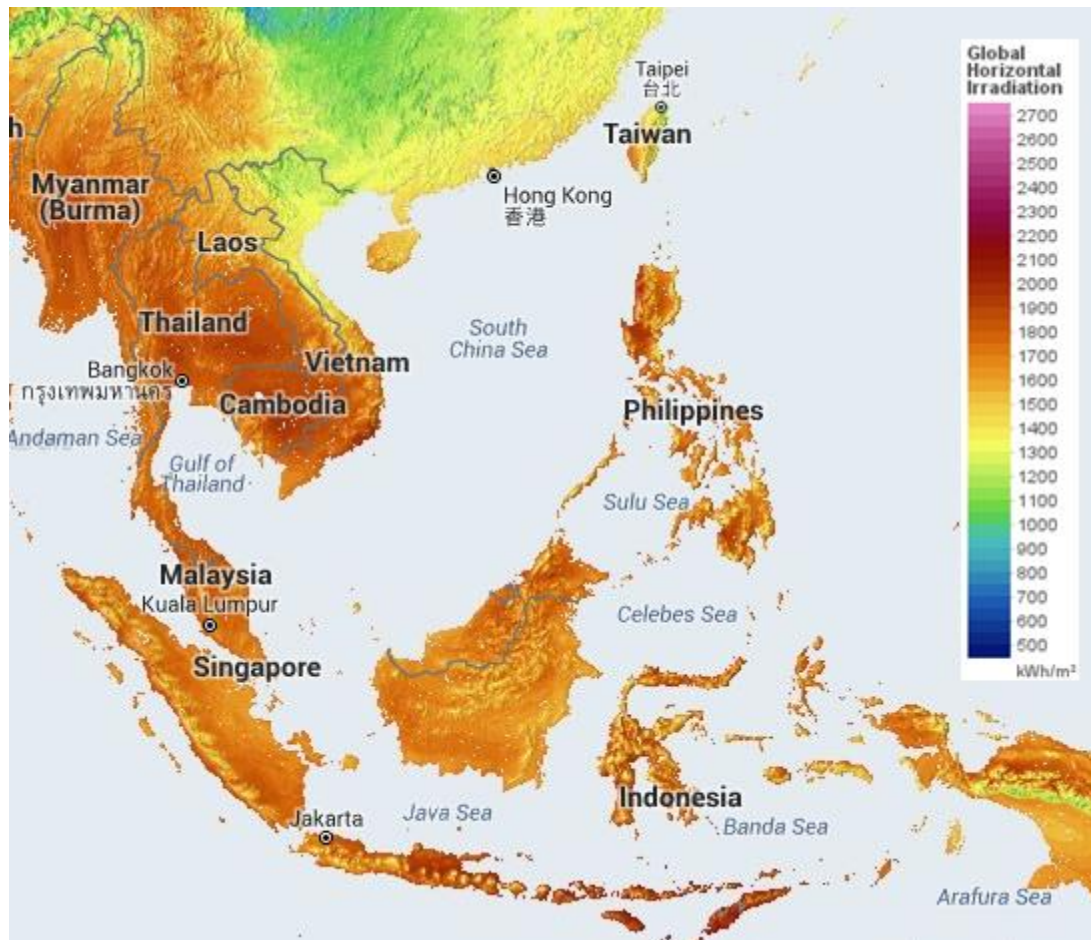 Global
Horizontal
Irradiation
2700
2600
2500
2400
2300
2200
2100
2000
1900
1800
1700
1600
1500
1400
1300
1200
1100
1000
900
800
700
600
500
kWh/m²
Taipei
台北
Taiwan
h
Myanmar
(Burma)
Hong Kong
香港
Laos
Thailand
South
China Sea
Vietnam
Bangkok
กรุงเทพมหานคร
Cambodia
Philippines
Andaman Sea
Gulf of
Thailand
Sulu Sea
Malaysia
Kuala Lumpur
Celebes Sea
Singapore
Indonesia
Jakarta
Java Sea
Banda Sea
Arafura Sea